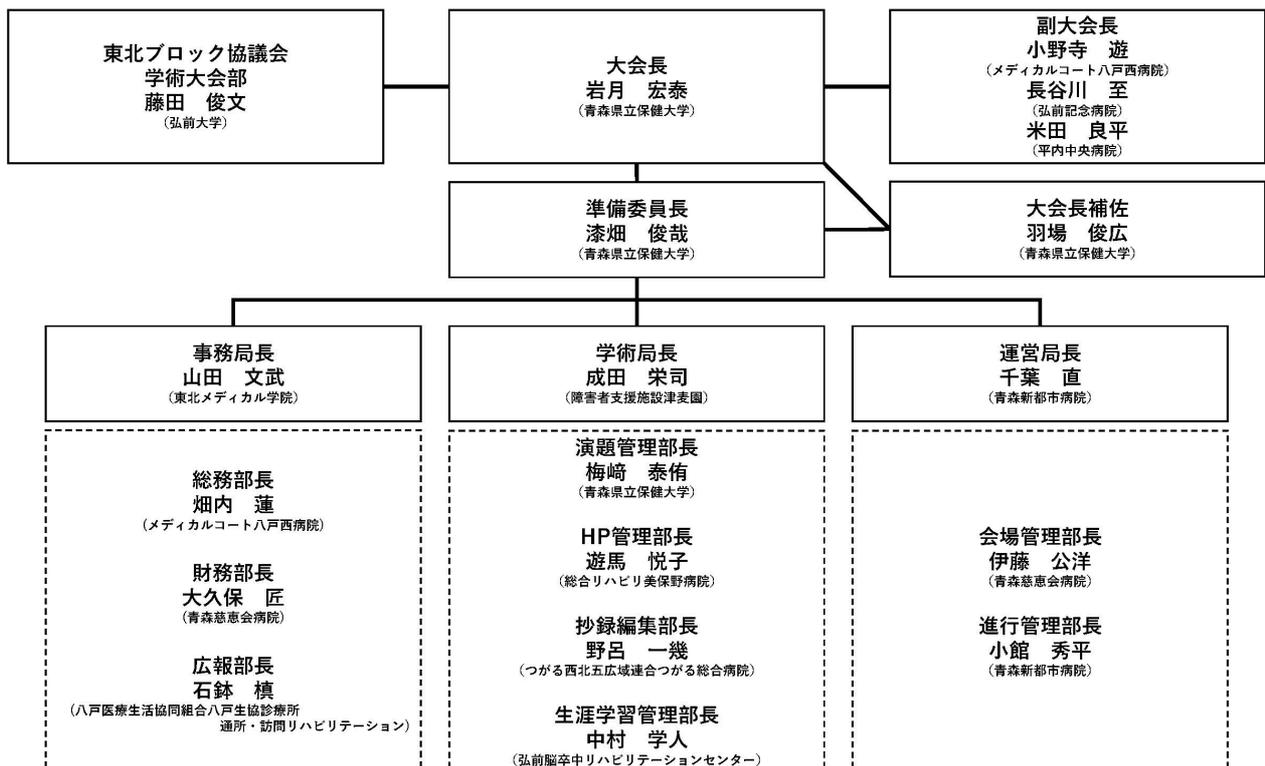 東北ブロック協議会
学術大会部
藤田　俊文
(弘前大学)
大会長
岩月　宏泰
(青森県立保健大学)
副大会長
小野寺　遊
(メディカルコート八戸西病院)
長谷川　至
(弘前記念病院)
米田　良平
(平内中央病院)
準備委員長
漆畑　俊哉
(青森県立保健大学)
大会長補佐
羽場　俊広
(青森県立保健大学)
事務局長
山田　文武
(東北メディカル学院)
学術局長
成田　栄司
(障害者支援施設津麦園)
運営局長
千葉　直
(青森新都市病院)
総務部長
畑内　蓮
(メディカルコート八戸西病院)
財務部長
大久保　匠
(青森慈恵会病院)
広報部長
石鉢　槙
(八戸医療生活協同組合八戸生協診療所
通所・訪問リハビリテーション)
演題管理部長
梅﨑　泰侑
(青森県立保健大学)
HP管理部長
遊馬　悦子
(総合リハビリ美保野病院)
抄録編集部長
野呂　一幾
(つがる西北五広域連合つがる総合病院)
生涯学習管理部長
中村　学人
(弘前脳卒中リハビリテーションセンター)
会場管理部長
伊藤　公洋
(青森慈恵会病院)
進行管理部長
小館　秀平
(青森新都市病院)